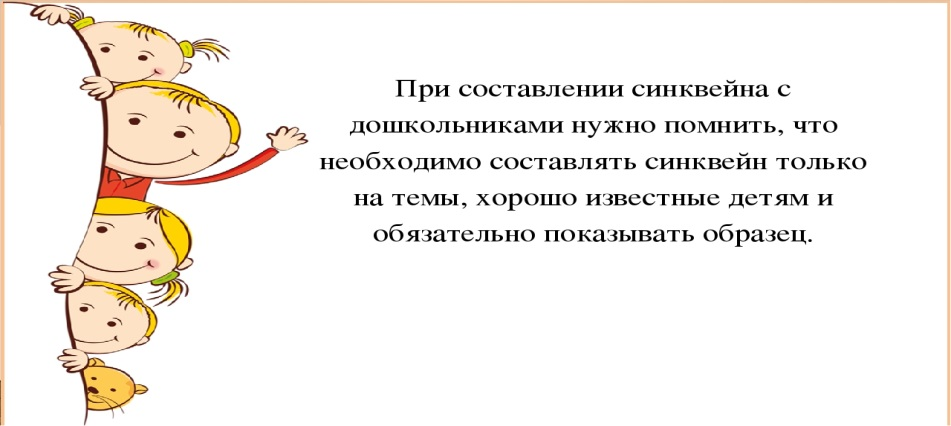 При составлении синквейна с
дошкольниками нужно помнить, что
необходимо составлять синквейн только
на темы, хорошо известные детям и
обязательно показывать образец.